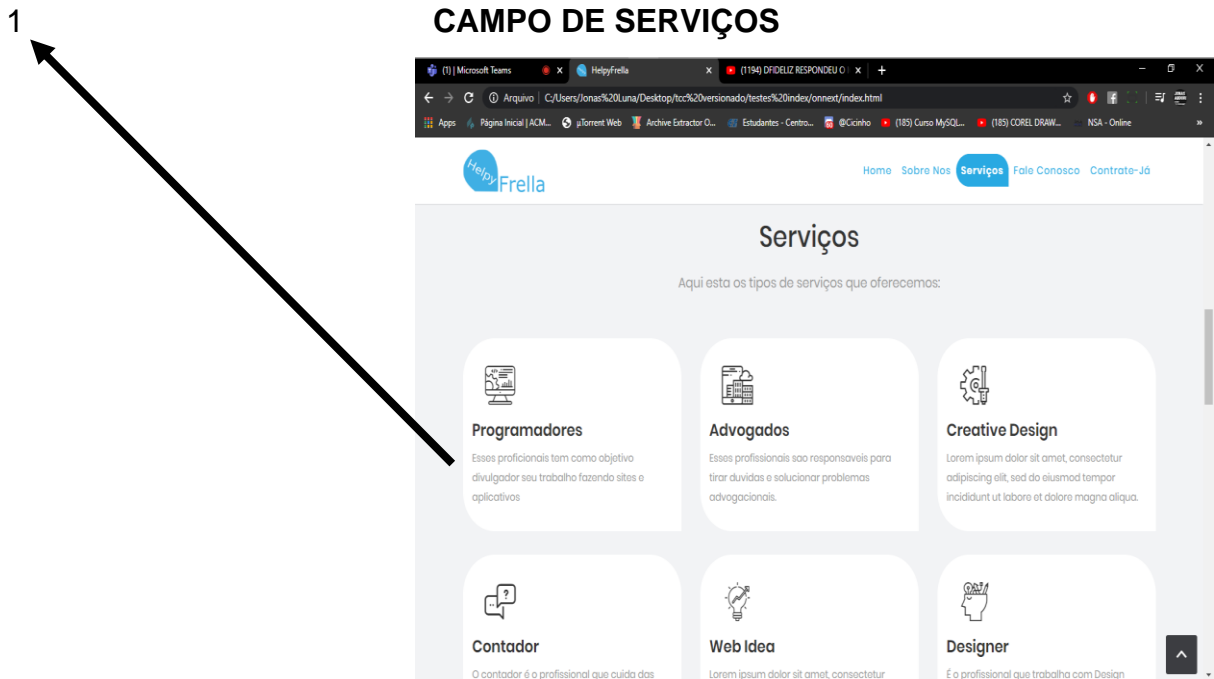 1
CAMPO DE SERVIÇOS
(1) | Microsoft Teams
HelpyFrella
(1194) DFIDELIZ RESPONDEU O
Arquivo | C:/Users/Jonas%20Luna/Desktop/tcc%20versionado/testes%20index/onnext/index.html
Apps Página Inicial | ACM... µTorrent Web Archive Extractor O... Estudantes - Centro... @Cicinho (185) Curso MySQL... (185) COREL DRAW... NSA - Online »
Helpy
Frella
Home Sobre Nos Serviços Fale Conosco Contrate-Já
Serviços
Aqui esta os tipos de serviços que oferecemos:
Programadores
Esses proficionais tem como objetivo
divulgador seu trabalho fazendo sites e
aplicativos
Advogados
Esses profissionais sao responsaveis para
tirar duvidas e solucionar problemas
advogacionais.
Creative Design
Lorem ipsum dolor sit amet, consectetur
adipiscing elit, sed do eiusmod tempor
incididunt ut labore et dolore magna aliqua.
Contador
O contador é o profissional que cuida das
Web Idea
Lorem ipsum dolor sit amet, consectetur
Designer
É o profissional que trabalha com Design